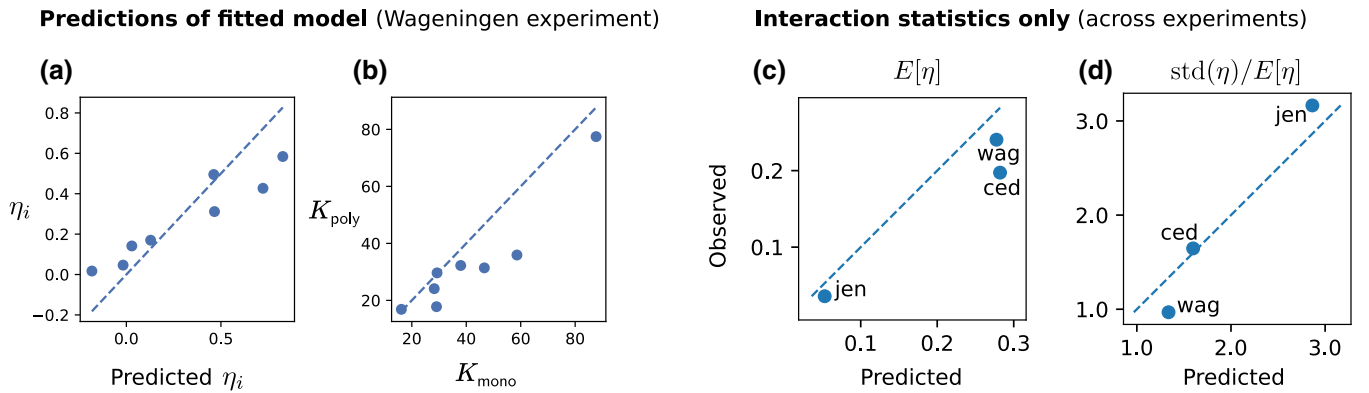 Predictions of fitted model (Wageningen experiment)
Interaction statistics only (across experiments)
(a)
0.8
0.6
0.4
0.2
0.0
−0.2
ηᵢ
0.0
0.5
Predicted ηᵢ
(b)
80
60
40
20
K_poly
20
40
60
80
K_mono
(c)
E[η]
0.2
0.1
Observed
wag
ced
jen
0.1
0.2
0.3
Predicted
(d)
std(η)/E[η]
3.0
2.0
1.0
jen
ced
wag
1.0
2.0
3.0
Predicted